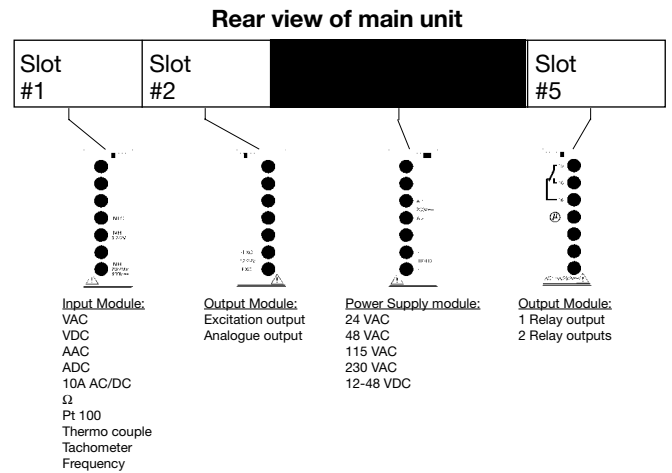 Rear view of main unit
Slot
#1
Slot
#2
Slot
#5
Input Module:
VAC
VDC
AAC
ADC
10A AC/DC
Ω
Pt 100
Thermo couple
Tachometer
Frequency
Output Module:
Excitation output
Analogue output
Power Supply module:
24 VAC
48 VAC
115 VAC
230 VAC
12-48 VDC
Output Module:
1 Relay output
2 Relay outputs